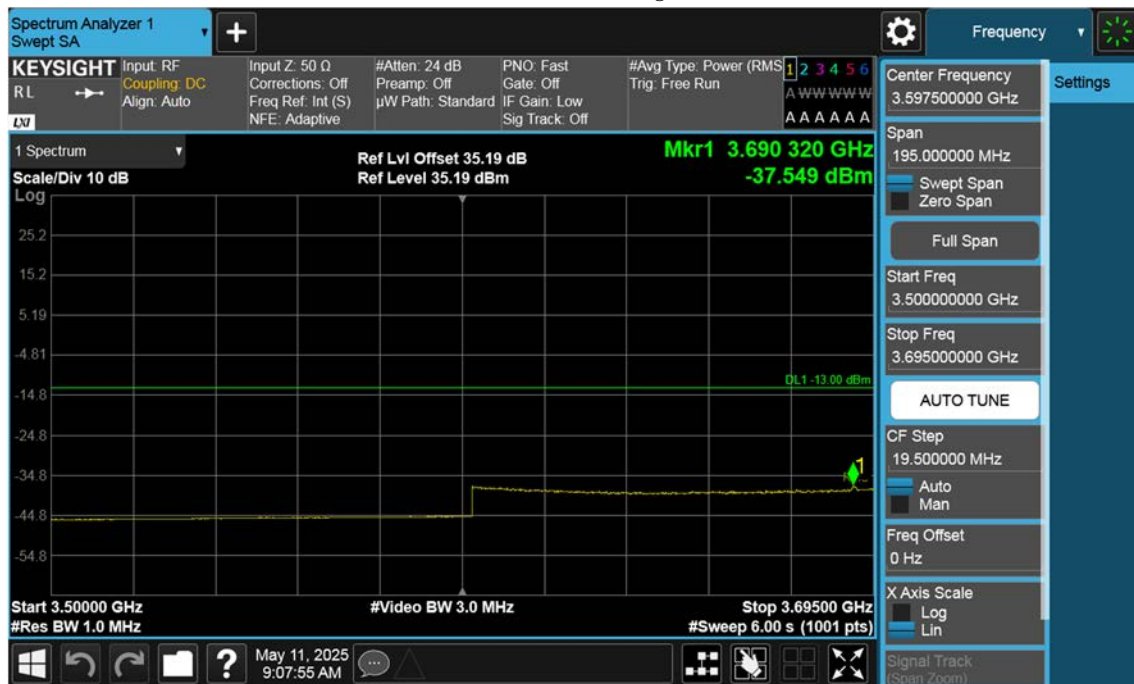 Spectrum Analyzer 1
Swept SA
Frequency
KEYSIGHT
RL
LXI
Input: RF
Coupling: DC
Align: Auto
Input Z: 50 Ω
Corrections: Off
Freq Ref: Int (S)
NFE: Adaptive
#Atten: 24 dB
Preamp: Off
µW Path: Standard
PNO: Fast
Gate: Off
IF Gain: Low
Sig Track: Off
#Avg Type: Power (RMS
Trig: Free Run
1 2 3 4 5 6
A W W W W W
A A A A A A
1 Spectrum
Scale/Div 10 dB
Ref Lvl Offset 35.19 dB
Ref Level 35.19 dBm
Mkr1 3.690 320 GHz
-37.549 dBm
Log
25.2
15.2
5.19
-4.81
-14.8
-24.8
-34.8
-44.8
-54.8
DL1 -13.00 dBm
1
Start 3.50000 GHz
#Res BW 1.0 MHz
#Video BW 3.0 MHz
Stop 3.69500 GHz
#Sweep 6.00 s (1001 pts)
Center Frequency
3.597500000 GHz
Span
195.000000 MHz
Swept Span
Zero Span
Full Span
Start Freq
3.500000000 GHz
Stop Freq
3.695000000 GHz
AUTO TUNE
CF Step
19.500000 MHz
Auto
Man
Freq Offset
0 Hz
X Axis Scale
Log
Lin
Signal Track
(Span Zoom)
Settings
?
May 11, 2025
9:07:55 AM